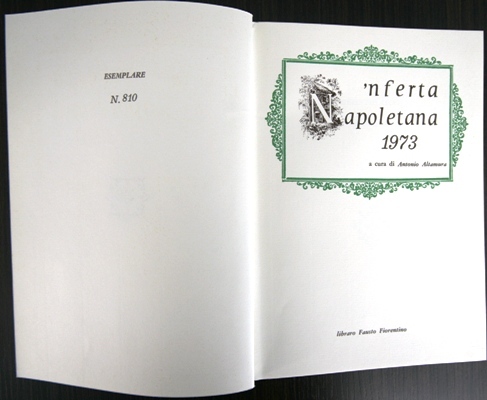 ESEMPLARE
N. 810
'nferta
Napoletana
1973
a cura di Antonio Altamura
libraro Fausto Fiorentino